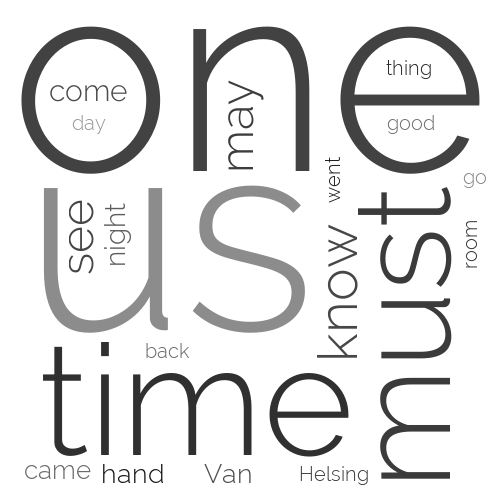 one
come
day
may
thing
good
went
go
us
see
night
know
must
room
back
time
came
hand
Van
Helsing